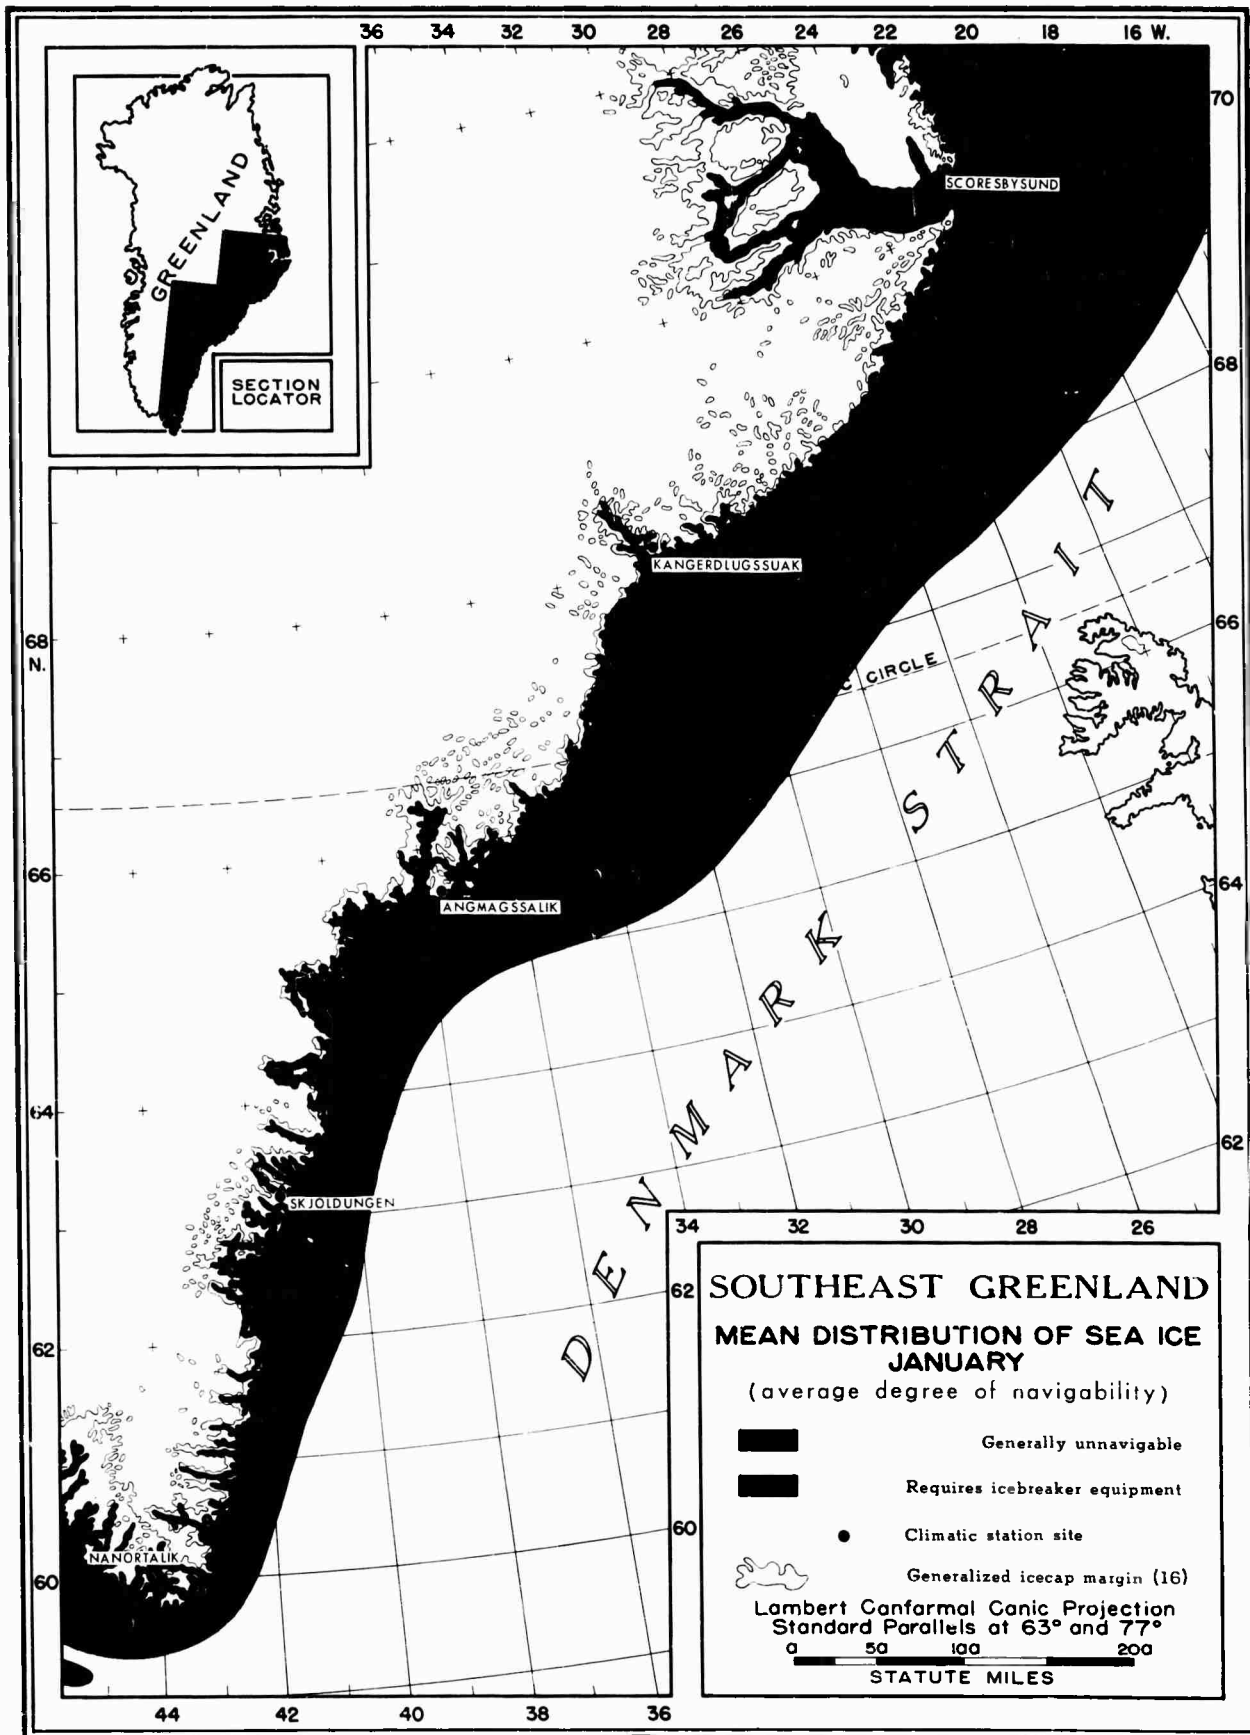 36 34 32 30 28 26 24 22 20 18 16 W.
GREENLAND
SECTION
LOCATOR
70
SCORESBYSUND
68
KANGERDLUGSSUAK
68
N.
66
C CIRCLE
66
64
ANGMAGSSALIK
64
62
SKJOLDUNGEN
DENMARK STRAIT
34 32 30 28 26
62
62
60
NANORTALIK
60
44 42 40 38 36
SOUTHEAST GREENLAND
MEAN DISTRIBUTION OF SEA ICE
JANUARY
(average degree of navigability)
Generally unnavigable
Requires icebreaker equipment
Climatic station site
Generalized icecap margin (16)
Lambert Canfarmal Canic Projection
Standard Parallels at 63° and 77°
0 50 100 200
STATUTE MILES